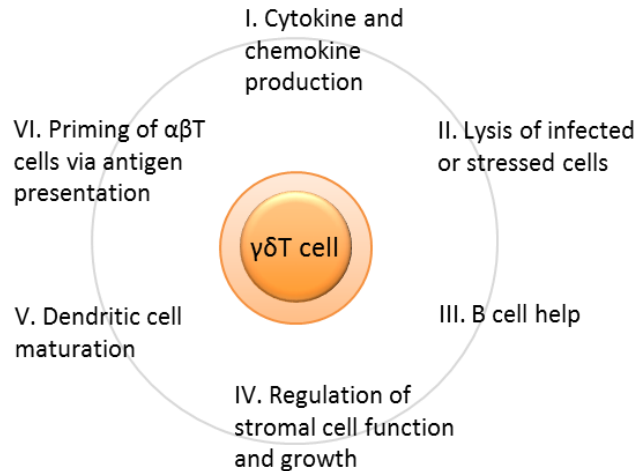 I. Cytokine and
chemokine
production
II. Lysis of infected
or stressed cells
III. B cell help
IV. Regulation of
stromal cell function
and growth
V. Dendritic cell
maturation
VI. Priming of αβT
cells via antigen
presentation
γδT cell